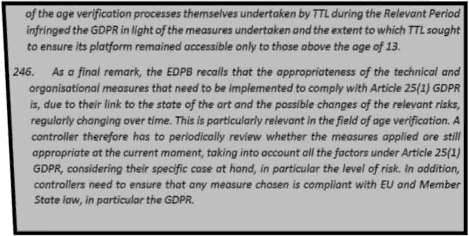 of the age verification processes themselves undertaken by TTL during the Relevant Period
infringed the GDPR in light of the measures undertaken and the extent to which TTL sought
to ensure its platform remained accessible only to those above the age of 13.
246. As a final remark, the EDPB recalls that the appropriateness of the technical and
organisational measures that need to be implemented to comply with Article 25(1) GDPR
is, due to their link to the state of the art and the possible changes of the relevant risks,
regularly changing over time. This is particularly relevant in the field of age verification. A
controller therefore has to periodically review whether the measures applied are still
appropriate at the current moment, taking into account all the factors under Article 25(1)
GDPR, considering their specific case at hand, in particular the level of risk. In addition,
controllers need to ensure that any measure chosen is compliant with EU and Member
State law, in particular the GDPR.